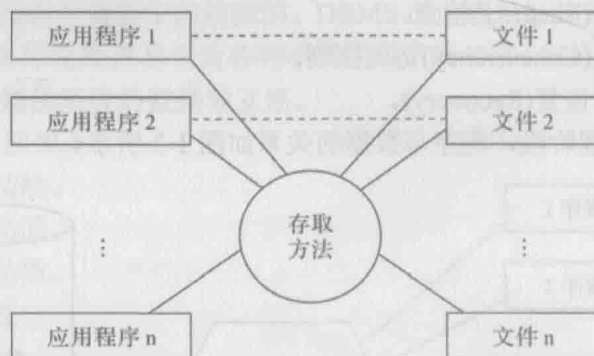 应用程序 1
文件 1
应用程序 2
文件 2
存取
方法
⋮
⋮
应用程序 n
文件 n